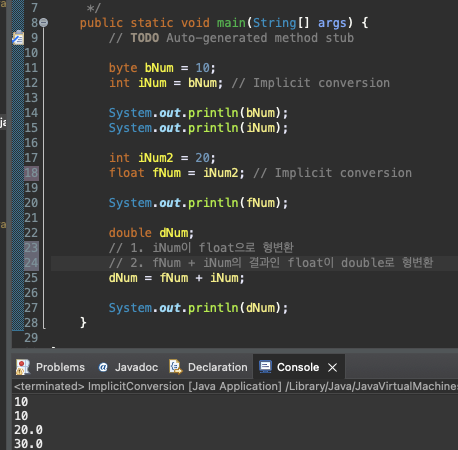 7 */
8 public static void main(String[] args) {
9 // TODO Auto-generated method stub
10
11 byte bNum = 10;
12 int iNum = bNum; // Implicit conversion
13
14 System.out.println(bNum);
15 System.out.println(iNum);
16
17 int iNum2 = 20;
18 float fNum = iNum2; // Implicit conversion
19
20 System.out.println(fNum);
21
22 double dNum;
23 // 1. iNum이 float으로 형변환
24 // 2. fNum + iNum의 결과인 float이 double로 형변환
25 dNum = fNum + iNum;
26
27 System.out.println(dNum);
28 }
29
Problems @ Javadoc Declaration Console
<terminated> ImplicitConversion [Java Application] /Library/Java/JavaVirtualMachine
10
10
20.0
30.0